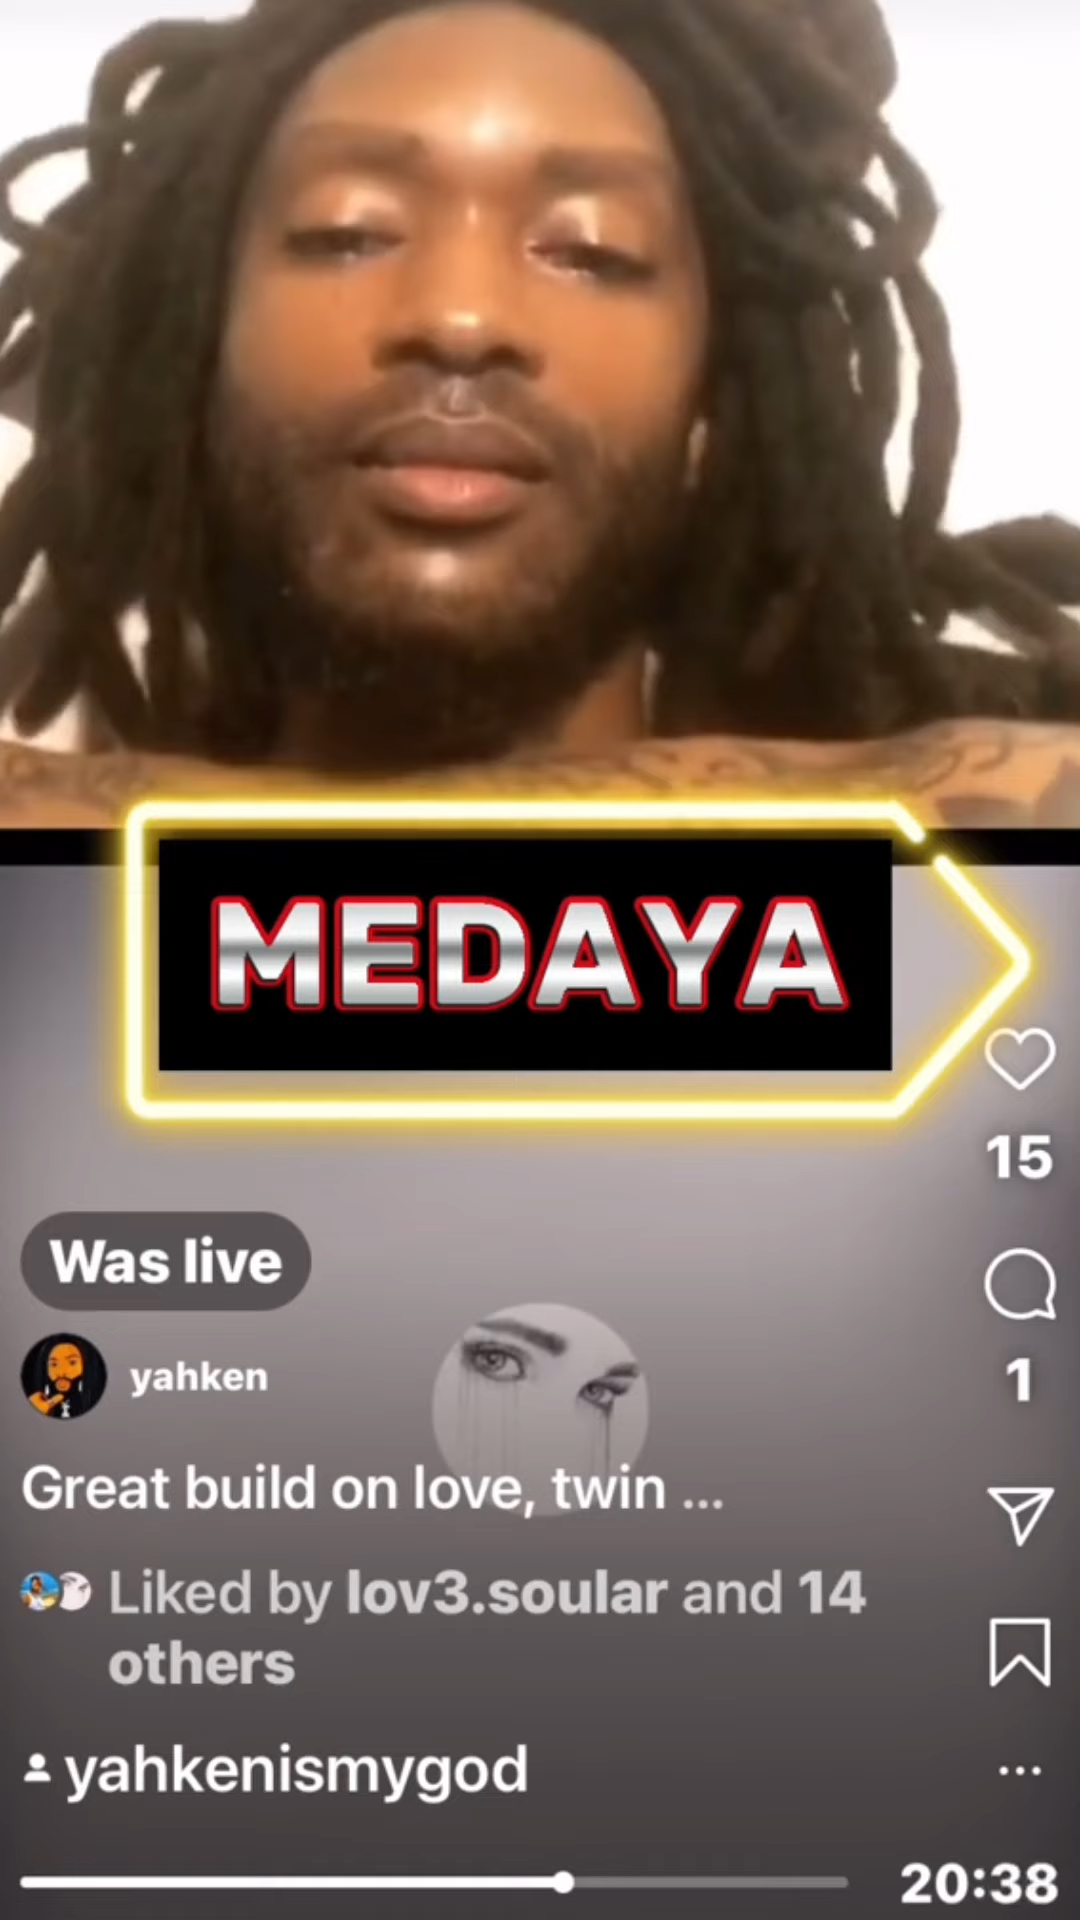 MEDAYA
15
Was live
yahken
1
Great build on love, twin ...
Liked by lov3.soular and 14
others
yahkenismygod
20:38